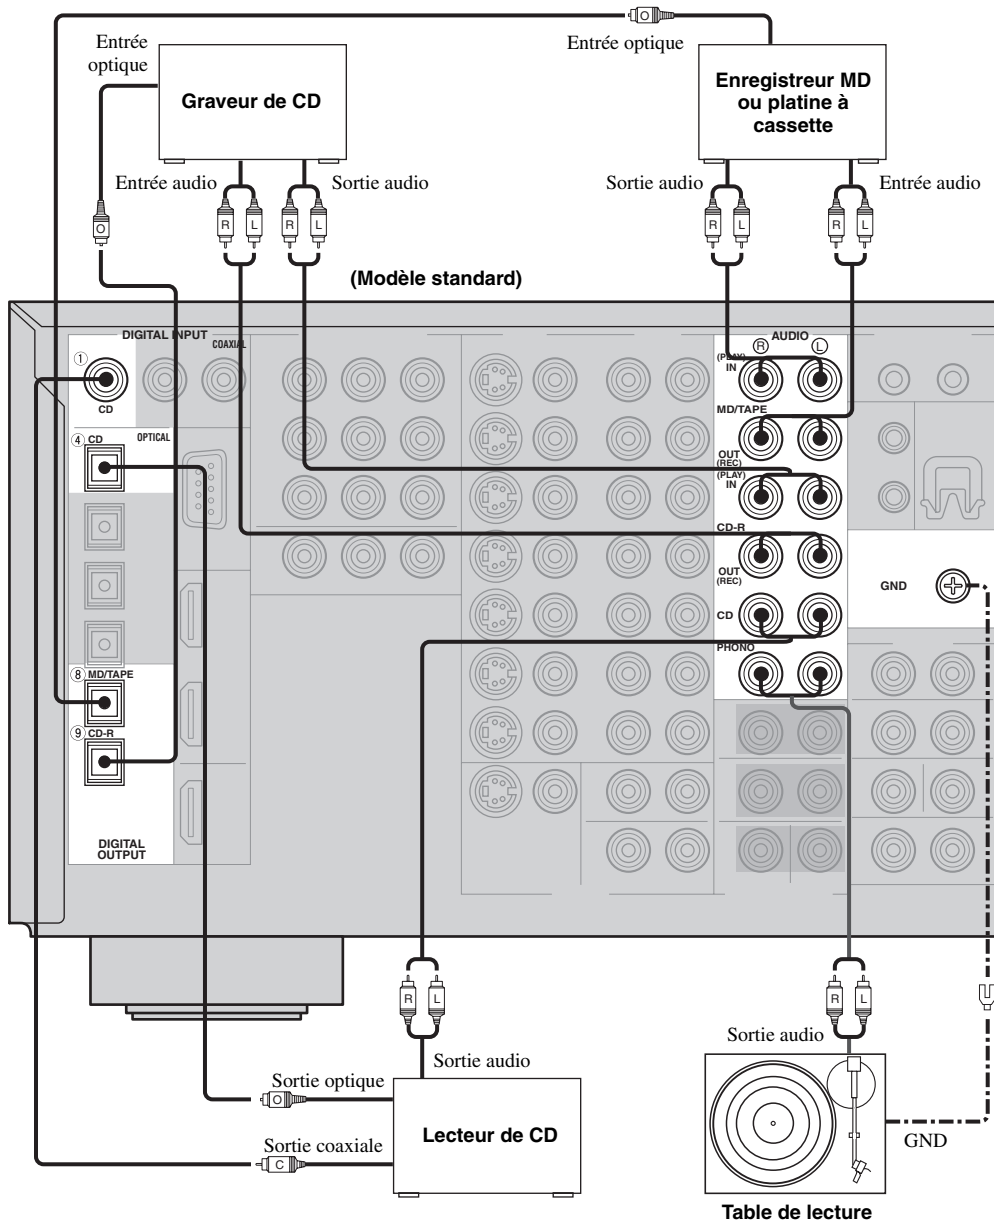 O
Entrée
optique
Entrée optique
Graveur de CD
Enregistreur MD
ou platine à
cassette
Entrée audio
Sortie audio
Sortie audio
Entrée audio
O
R L
R L
R L
R L
(Modèle standard)
DIGITAL INPUT
COAXIAL
AUDIO
R L
① 
CD
(PLAY)
IN
MD/TAPE
④ CD
OPTICAL
OUT
(REC)
(PLAY)
IN
CD-R
OUT
(REC)
GND
CD
PHONO
⑧ MD/TAPE
⑨ CD-R
DIGITAL
OUTPUT
R L
R L
Sortie audio
Sortie audio
Sortie optique
O
Lecteur de CD
Sortie coaxiale
C
GND
Table de lecture